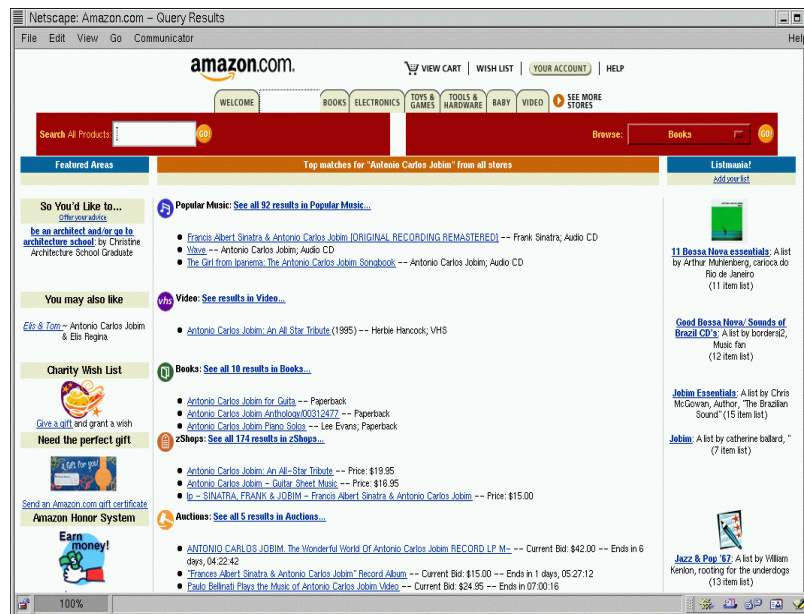 Netscape: Amazon.com – Query Results
File Edit View Go Communicator Help
amazon.com.
VIEW CART | WISH LIST | YOUR ACCOUNT | HELP
WELCOME BOOKS ELECTRONICS TOYS & GAMES TOOLS & HARDWARE BABY VIDEO SEE MORE STORES
Search All Products: GO! Browse: Books GO!
Featured Areas
So You'd Like to...
Offer your advice
be an architect and/or go to
architecture school: by Christine
Architecture School Graduate
You may also like
Elis & Tom ~ Antonio Carlos Jobim
& Elis Regina
Charity Wish List
Give a gift and grant a wish
Need the perfect gift
a Gift for you!
Send an Amazon.com gift certificate
Amazon Honor System
Earn
money!
Top matches for "Antonio Carlos Jobim" from all stores
Popular Music: See all 92 results in Popular Music...
Francis Albert Sinatra & Antonio Carlos Jobim [ORIGINAL RECORDING REMASTERED] -- Frank Sinatra; Audio CD
Wave -- Antonio Carlos Jobim; Audio CD
The Girl from Ipanema: The Antonio Carlos Jobim Songbook -- Antonio Carlos Jobim; Audio CD
vhs Video: See results in Video...
Antonio Carlos Jobim: An All Star Tribute (1995) -- Herbie Hancock; VHS
Books: See all 10 results in Books...
Antonio Carlos Jobim for Guita -- Paperback
Antonio Carlos Jobim Anthology/00312477 -- Paperback
Antonio Carlos Jobim Piano Solos -- Lee Evans; Paperback
zShops: See all 174 results in zShops...
Antonio Carlos Jobim: An All-Star Tribute -- Price: $19.95
Antonio Carlos Jobim – Guitar Sheet Music -- Price: $16.95
lp – SINATRA, FRANK & JOBIM – Francis Albert Sinatra & Antonio Carlos Jobim -- Price: $15.00
Auctions: See all 5 results in Auctions...
ANTONIO CARLOS JOBIM. The Wonderful World Of Antonio Carlos Jobim RECORD LP M- -- Current Bid: $42.00 -- Ends in 6
days, 04:22:42
"Frances Albert Sinatra & Antonio Carlos Jobim" Record Album -- Current Bid: $15.00 -- Ends in 1 days, 05:27:12
Paulo Bellinati Plays the Music of Antonio Carlos Jobim Video -- Current Bid: $24.95 -- Ends in 07:00:16
Listmania!
Add your list
11 Bossa Nova essentials: A list
by Arthur Muhlenberg, carioca do
Rio de Janeiro
(11 item list)
Good Bossa Nova/ Sounds of
Brazil CD's: A list by bordersj2,
Music fan
(12 item list)
Jobim Essentials: A list by Chris
McGowan, Author, "The Brazilian
Sound" (15 item list)
Jobim: A list by catherine ballard, "
(7 item list)
Jazz & Pop '67: A list by William
Kenlon, rooting for the underdogs
(13 item list)
100%